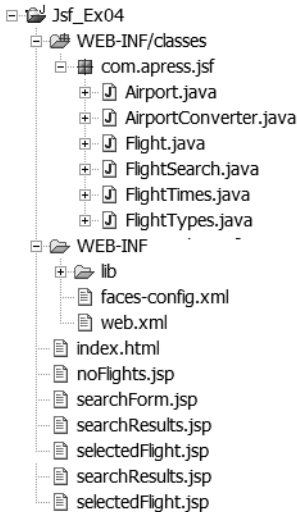 Jsf_Ex04
WEB-INF/classes
com.apress.jsf
Airport.java
AirportConverter.java
Flight.java
FlightSearch.java
FlightTimes.java
FlightTypes.java
WEB-INF
lib
faces-config.xml
web.xml
index.html
noFlights.jsp
searchForm.jsp
searchResults.jsp
selectedFlight.jsp
searchResults.jsp
selectedFlight.jsp